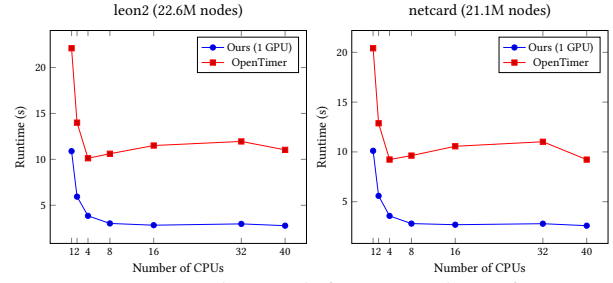 leon2 (22.6M nodes)
Ours (1 GPU)
OpenTimer
20
15
10
5
Runtime (s)
1 2 4 8 16 32 40
Number of CPUs
netcard (21.1M nodes)
Ours (1 GPU)
OpenTimer
20
15
10
5
Runtime (s)
1 2 4 8 16 32 40
Number of CPUs